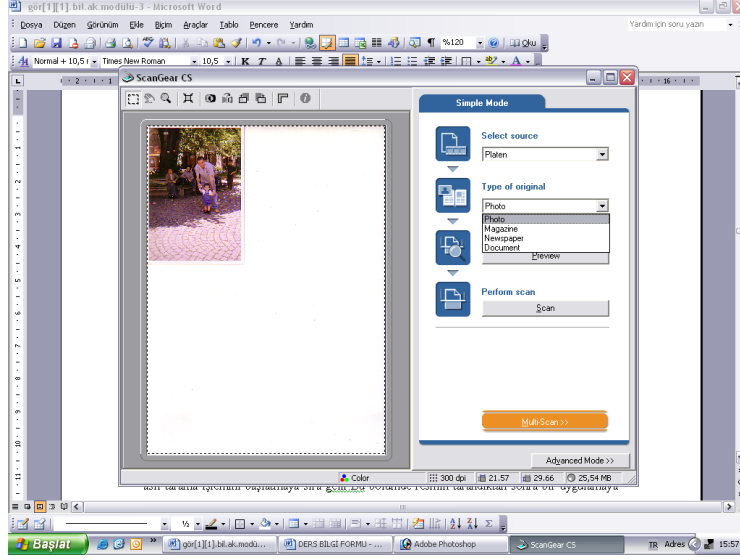 gör[1][1].bil.ak.modülü-3 - Microsoft Word
Dosya Düzen Görünüm Ekle Biçim Araçlar Tablo Pencere Yardım
Yardım için soru yazın
%120
Oku
Normal + 10,5 r
Times New Roman
10,5
K T A
ScanGear CS
Simple Mode
Select source
Platen
Type of original
Photo
Photo
Magazine
Newspaper
Document
Preview
Perform scan
Scan
Multi-Scan >>
Advanced Mode >>
Color
300 dpi
21.57
29.66
25,54 MB
½
Başlat
gör[1][1].bil.ak.modü...
DERS BİLGİ FORMU - ...
Adobe Photoshop
ScanGear CS
TR
Adres
15:57